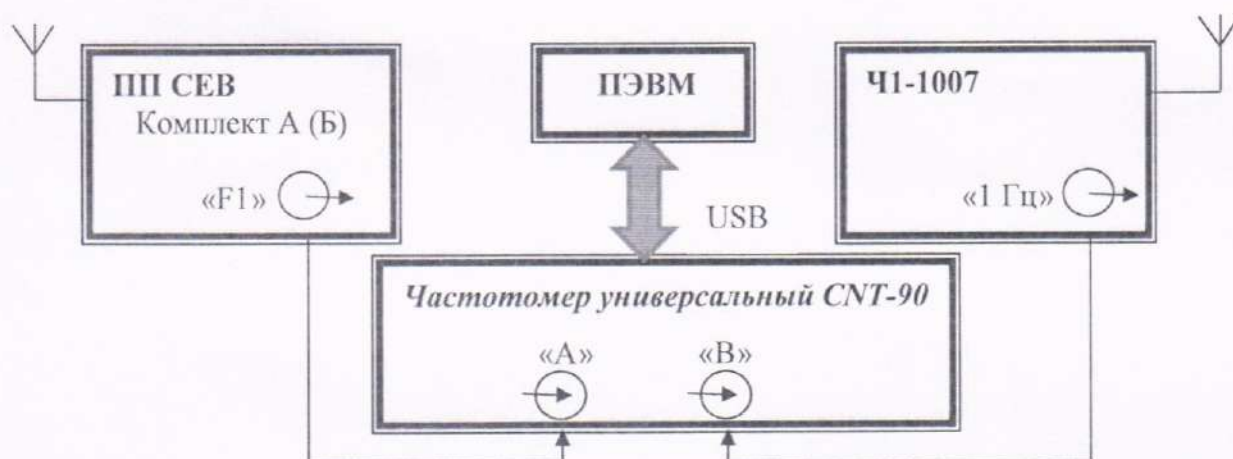 ПП СЕВ
Комплект А (Б)
«F1»
ПЭВМ
USB
Ч1-1007
«1 Гц»
Частотомер универсальный CNT-90
«А»
«В»